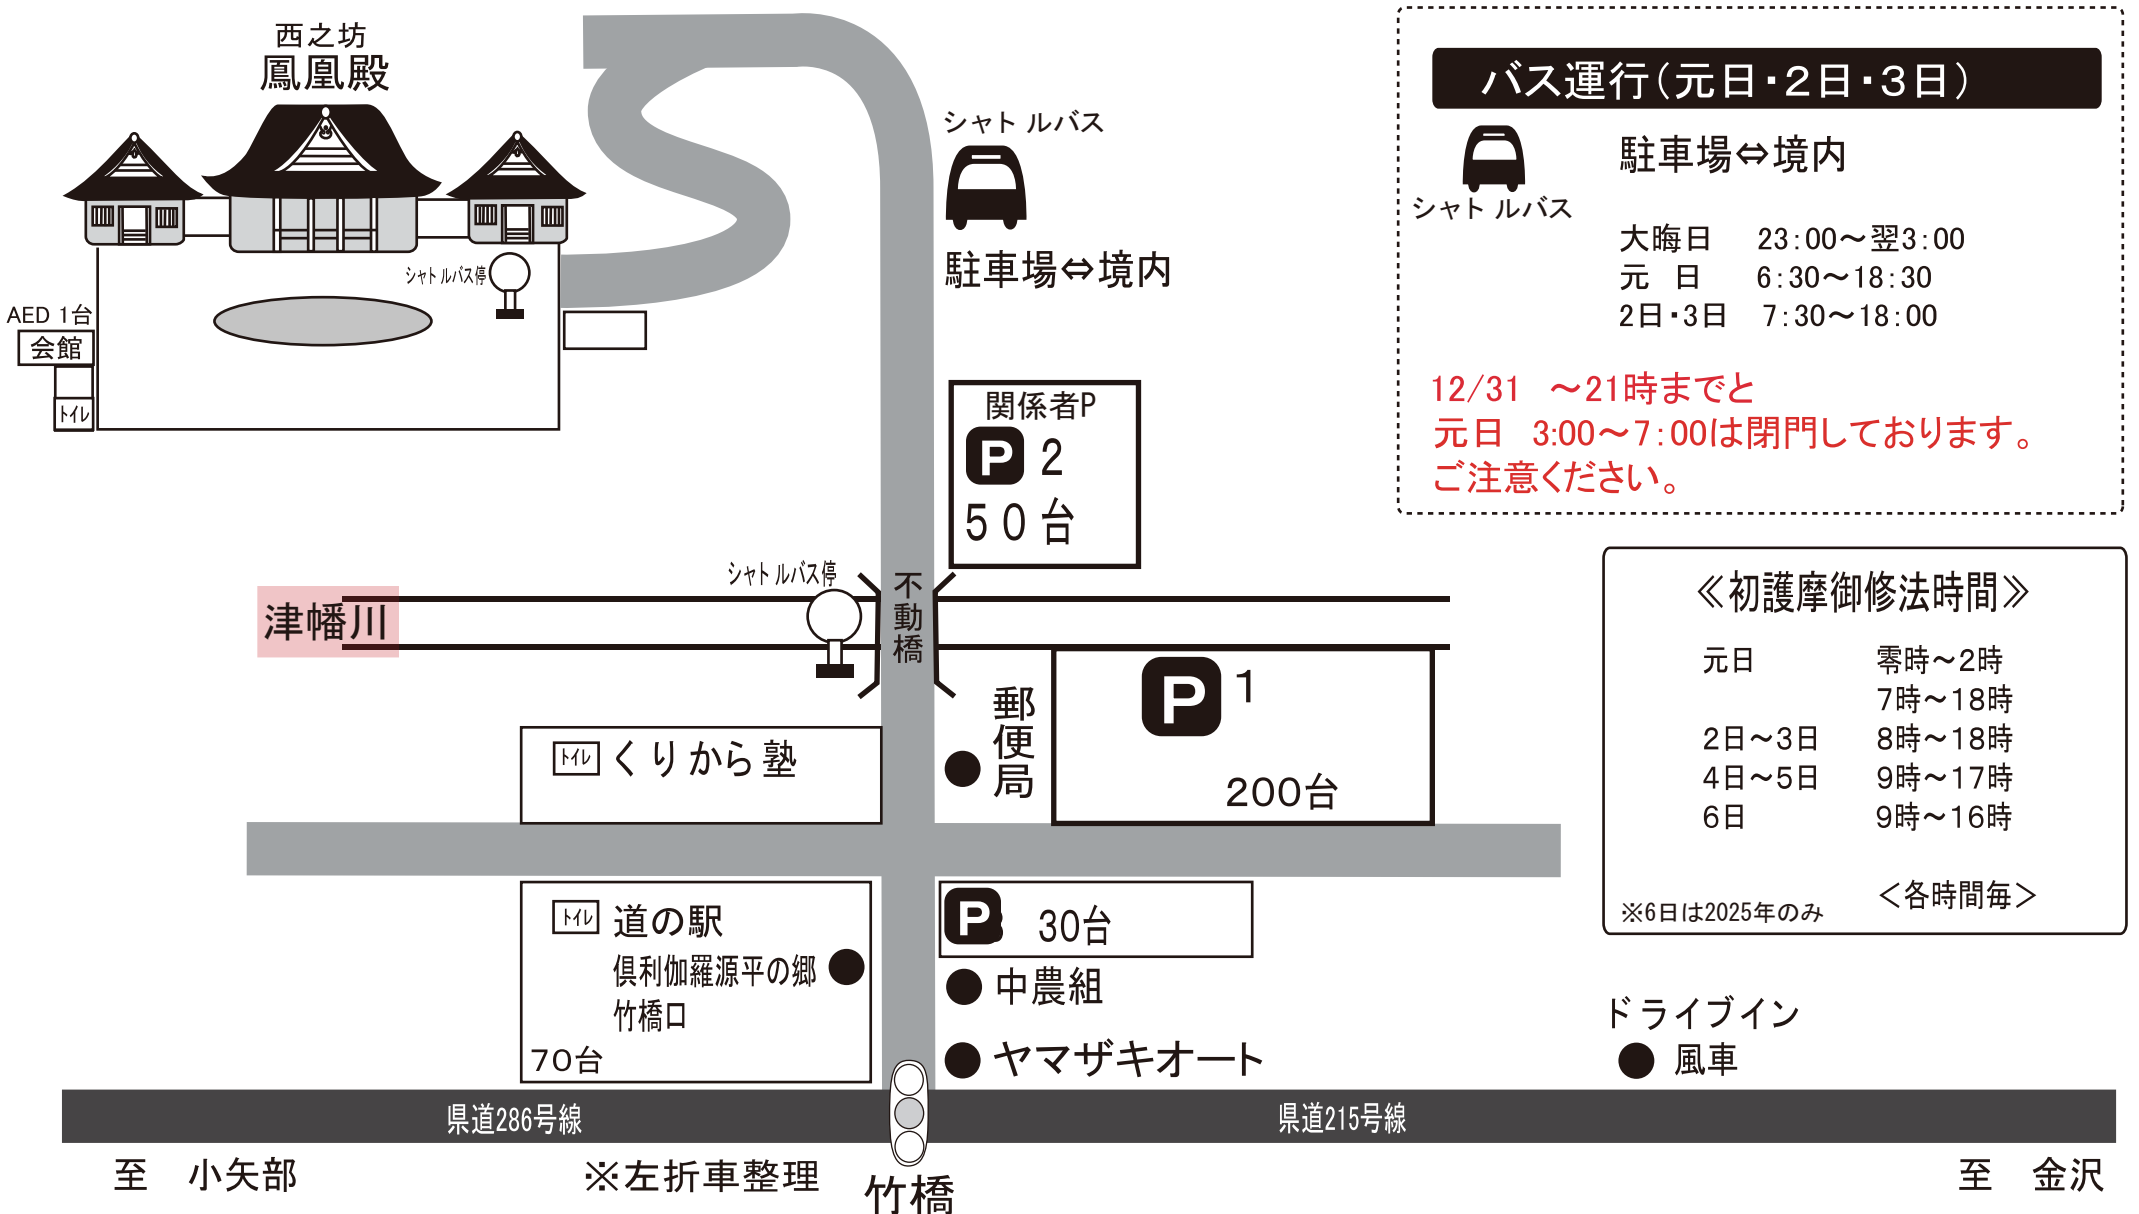 西之坊
鳳凰殿
シャトルバス停
AED 1台
会館
トイレ
シャトルバス
駐車場⇔境内
関係者P
P 2
50台
シャトルバス停
不動橋
津幡川
P 1
200台
郵便局
トイレ くりから塾
トイレ 道の駅
倶利伽羅源平の郷
竹橋口
70台
P 30台
中農組
ヤマザキオート
ドライブイン
風車
県道286号線
県道215号線
至 小矢部
※左折車整理
竹橋
至 金沢
バス運行(元日・2日・3日)
シャトルバス
駐車場⇔境内
大晦日 23:00～翌3:00
元 日 6:30～18:30
2日・3日 7:30～18:00
12/31 ～21時までと
元日 3:00～7:00は閉門しております。
ご注意ください。
≪初護摩御修法時間≫
元日 零時～2時
7時～18時
2日～3日 8時～18時
4日～5日 9時～17時
6日 9時～16時
＜各時間毎＞
※6日は2025年のみ